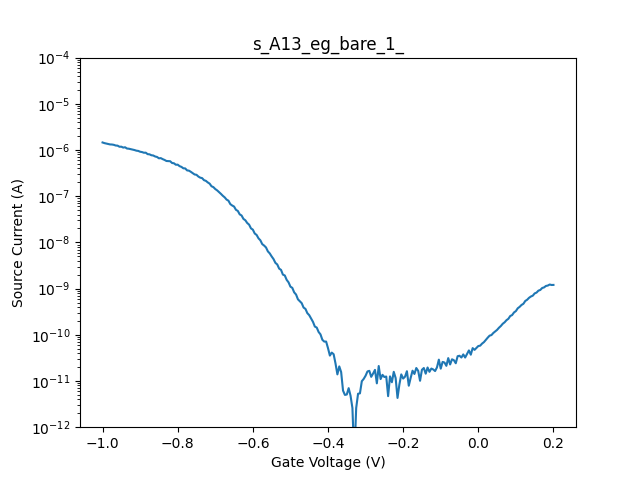 s_A13_eg_bare_1_
10⁻⁴
10⁻⁵
10⁻⁶
10⁻⁷
10⁻⁸
10⁻⁹
10⁻¹⁰
10⁻¹¹
10⁻¹²
Source Current (A)
−1.0 −0.8 −0.6 −0.4 −0.2 0.0 0.2
Gate Voltage (V)